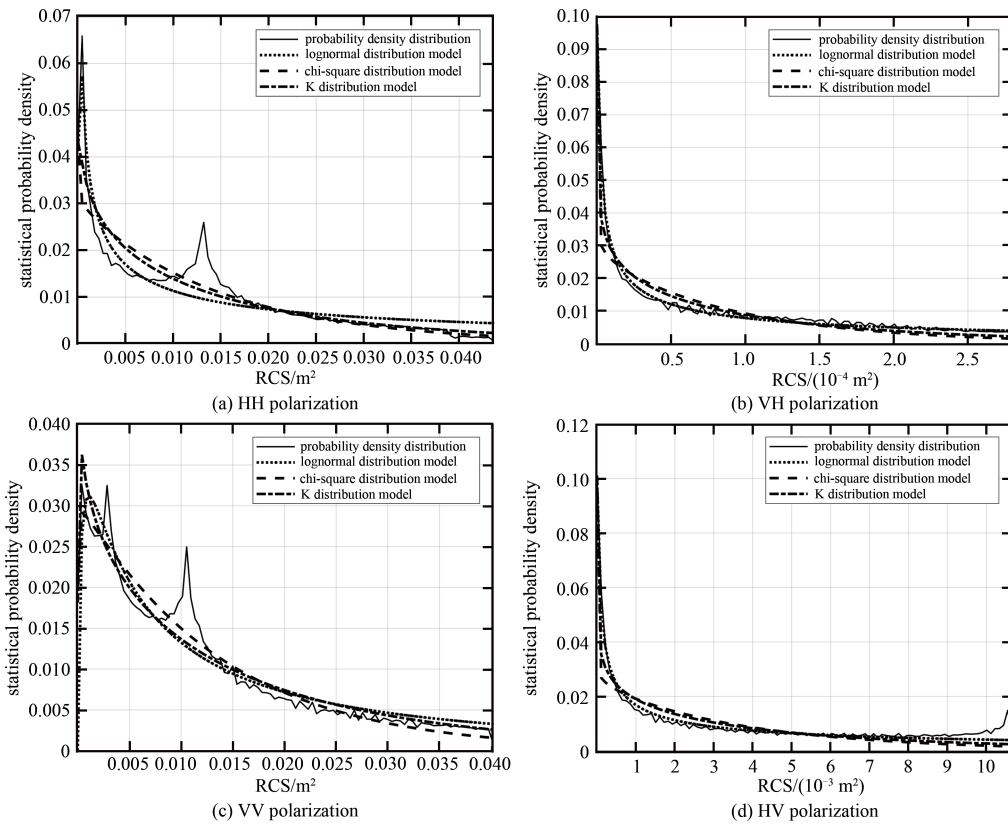 0.07
0.06
0.05
0.04
0.03
0.02
0.01
0
statistical probability density
probability density distribution
lognormal distribution model
chi-square distribution model
K distribution model
0.005 0.010 0.015 0.020 0.025 0.030 0.035 0.040
RCS/m²
(a) HH polarization
0.10
0.09
0.08
0.07
0.06
0.05
0.04
0.03
0.02
0.01
0
statistical probability density
probability density distribution
lognormal distribution model
chi-square distribution model
K distribution model
0.5 1.0 1.5 2.0 2.5
RCS/(10⁻⁴ m²)
(b) VH polarization
0.040
0.035
0.030
0.025
0.020
0.015
0.010
0.005
0
statistical probability density
probability density distribution
lognormal distribution model
chi-square distribution model
K distribution model
0.005 0.010 0.015 0.020 0.025 0.030 0.035 0.040
RCS/m²
(c) VV polarization
0.12
0.10
0.08
0.06
0.04
0.02
0
statistical probability density
probability density distribution
lognormal distribution model
chi-square distribution model
K distribution model
1 2 3 4 5 6 7 8 9 10
RCS/(10⁻³ m²)
(d) HV polarization